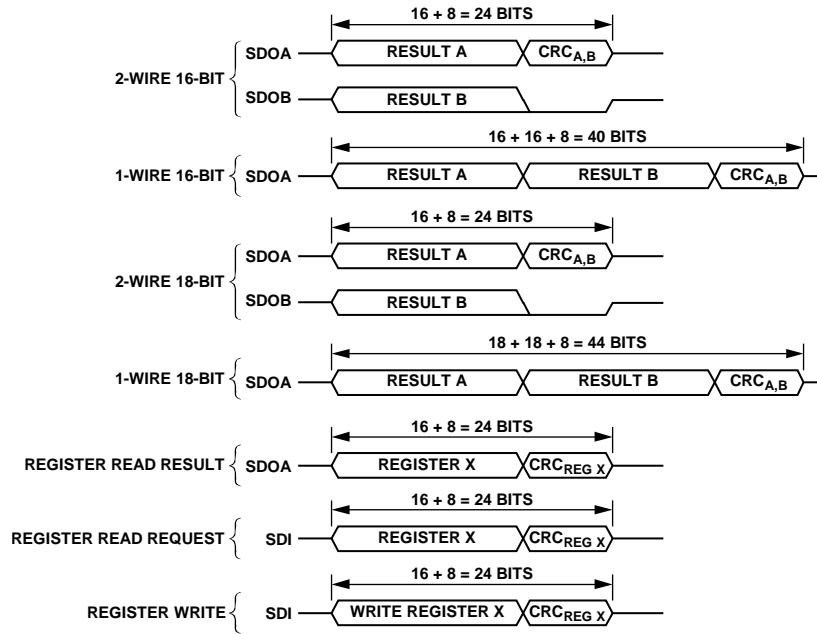 16 + 8 = 24 BITS
2-WIRE 16-BIT SDOA RESULT A CRCA,B
SDOB RESULT B
16 + 16 + 8 = 40 BITS
1-WIRE 16-BIT SDOA RESULT A RESULT B CRCA,B
16 + 8 = 24 BITS
2-WIRE 18-BIT SDOA RESULT A CRCA,B
SDOB RESULT B
18 + 18 + 8 = 44 BITS
1-WIRE 18-BIT SDOA RESULT A RESULT B CRCA,B
16 + 8 = 24 BITS
REGISTER READ RESULT SDOA REGISTER X CRCREG X
16 + 8 = 24 BITS
REGISTER READ REQUEST SDI REGISTER X CRCREG X
16 + 8 = 24 BITS
REGISTER WRITE SDI WRITE REGISTER X CRCREG X